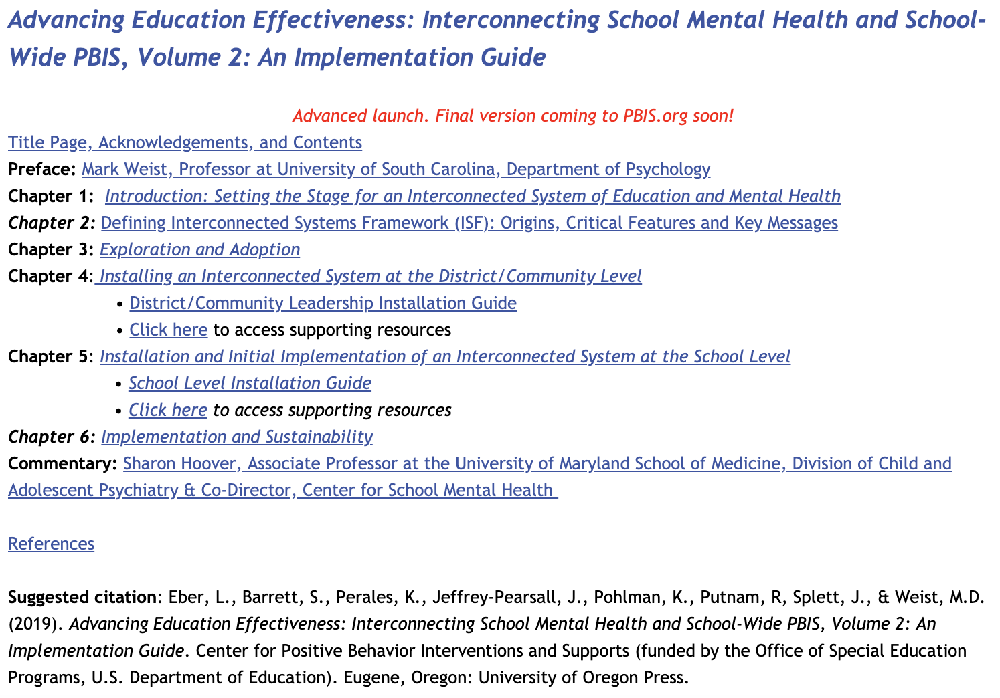 Advancing Education Effectiveness: Interconnecting School Mental Health and School-
Wide PBIS, Volume 2: An Implementation Guide
Advanced launch. Final version coming to PBIS.org soon!
Title Page, Acknowledgements, and Contents
Preface: Mark Weist, Professor at University of South Carolina, Department of Psychology
Chapter 1: Introduction: Setting the Stage for an Interconnected System of Education and Mental Health
Chapter 2: Defining Interconnected Systems Framework (ISF): Origins, Critical Features and Key Messages
Chapter 3: Exploration and Adoption
Chapter 4: Installing an Interconnected System at the District/Community Level
• District/Community Leadership Installation Guide
• Click here to access supporting resources
Chapter 5: Installation and Initial Implementation of an Interconnected System at the School Level
• School Level Installation Guide
• Click here to access supporting resources
Chapter 6: Implementation and Sustainability
Commentary: Sharon Hoover, Associate Professor at the University of Maryland School of Medicine, Division of Child and
Adolescent Psychiatry & Co-Director, Center for School Mental Health
References
Suggested citation: Eber, L., Barrett, S., Perales, K., Jeffrey-Pearsall, J., Pohlman, K., Putnam, R, Splett, J., & Weist, M.D.
(2019). Advancing Education Effectiveness: Interconnecting School Mental Health and School-Wide PBIS, Volume 2: An
Implementation Guide. Center for Positive Behavior Interventions and Supports (funded by the Office of Special Education
Programs, U.S. Department of Education). Eugene, Oregon: University of Oregon Press.